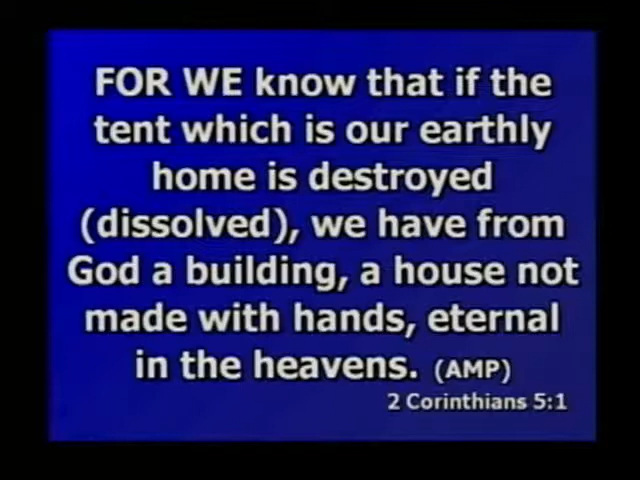 FOR WE know that if the
tent which is our earthly
home is destroyed
(dissolved), we have from
God a building, a house not
made with hands, eternal
in the heavens. (AMP)
2 Corinthians 5:1